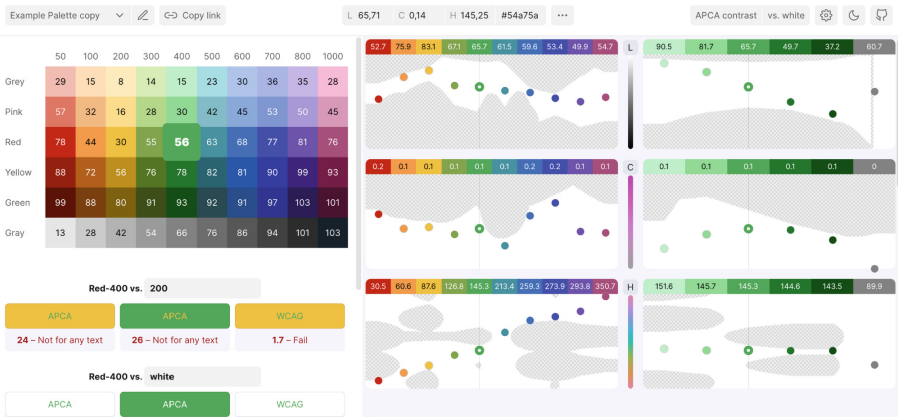 Example Palette copy Copy link L 65,71 C 0,14 H 145,25 #54a75a APCA contrast vs. white
52.7 75.9 83.1 67.1 65.7 61.5 59.6 53.4 49.9 54.7 L 90.5 81.7 65.7 49.7 37.2 60.7
50 100 200 300 400 500 600 700 800 1000
Grey 29 15 8 14 15 23 30 36 35 28
Pink 57 32 16 28 30 42 45 53 50 45
Red 78 44 30 55 56 63 68 77 81 76
0.2 0.1 0.1 0.1 0.1 0.1 0.2 0.2 0.1 0.1 C 0.1 0.1 0.1 0.1 0.1 0
Yellow 88 72 56 76 78 82 81 90 99 93
Green 99 88 80 91 93 92 91 97 103 101
Gray 13 28 42 54 66 76 86 94 101 103
30.5 60.6 87.6 126.8 145.3 213.4 259.3 273.9 293.8 350.7 H 151.6 145.7 145.3 144.6 143.5 89.9
Red-400 vs. 200
APCA APCA WCAG
24 – Not for any text 26 – Not for any text 1.7 – Fail
Red-400 vs. white
APCA APCA WCAG